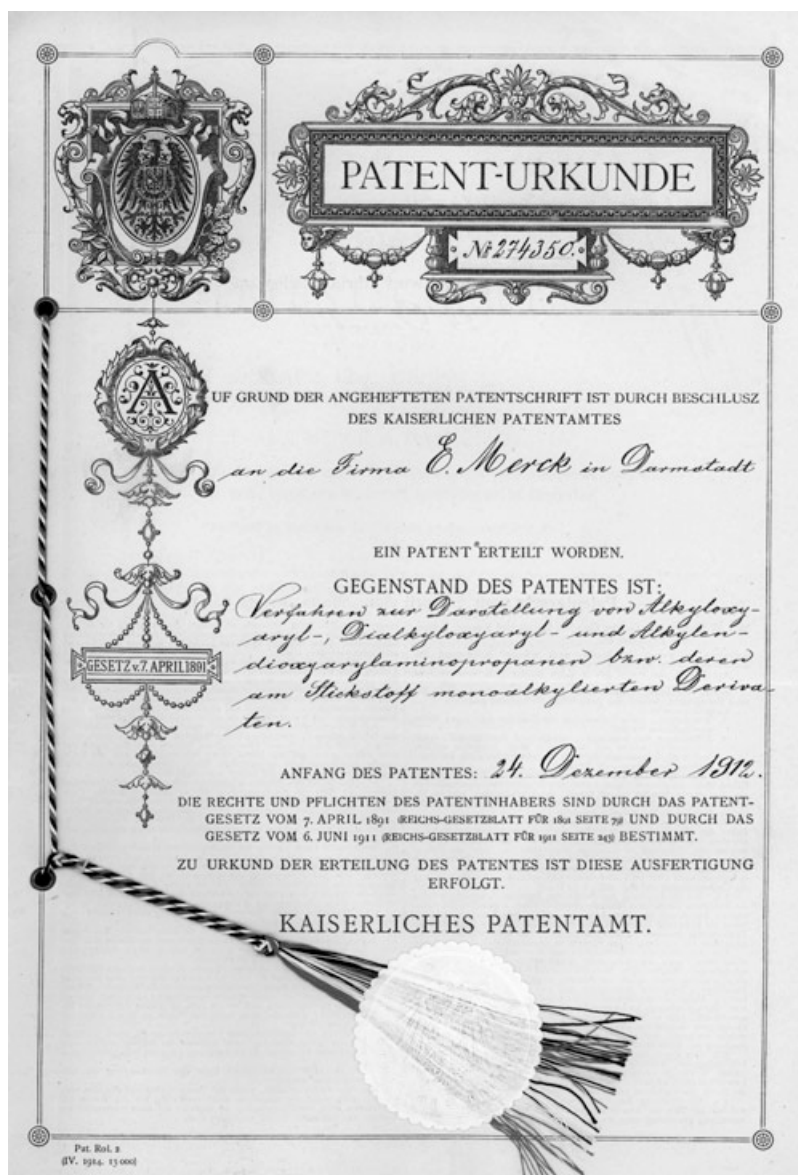 PATENT-URKUNDE
№ 274350.
AUF GRUND DER ANGEHEFTETEN PATENTSCHRIFT IST DURCH BESCHLUSZ
DES KAISERLICHEN PATENTAMTES
an die Firma E. Merck in Darmstadt
EIN PATENT ERTEILT WORDEN.
GEGENSTAND DES PATENTES IST:
Verfahren zur Darstellung von Alkyloxy-
aryl-, Dialkyloxyaryl- und Alkylen-
dioxyarylaminopropanen bzw. deren
am Stickstoff monoalkylierten Deriva-
ten.
GESETZ v. 7. APRIL 1891
ANFANG DES PATENTES: 24. Dezember 1912.
DIE RECHTE UND PFLICHTEN DES PATENTINHABERS SIND DURCH DAS PATENT-
GESETZ VOM 7. APRIL 1891 (REICHS-GESETZBLATT FÜR 1891 SEITE 79) UND DURCH DAS
GESETZ VOM 6. JUNI 1911 (REICHS-GESETZBLATT FÜR 1911 SEITE 243) BESTIMMT.
ZU URKUND DER ERTEILUNG DES PATENTES IST DIESE AUSFERTIGUNG
ERFOLGT.
KAISERLICHES PATENTAMT.
Pat. Rol. 2
(IV. 1914. 13 000)